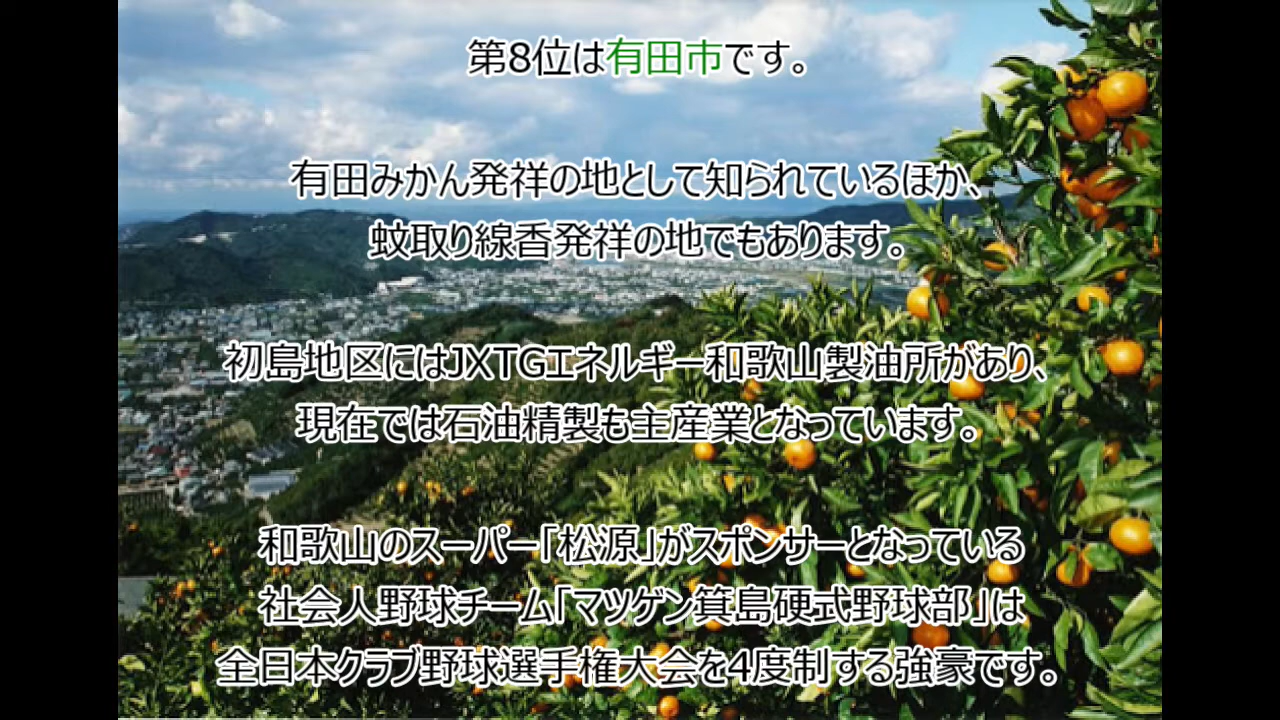 第8位は有田市です。
有田みかん発祥の地として知られているほか、
蚊取り線香発祥の地でもあります。
初島地区にはJXTGエネルギー和歌山製油所があり、
現在では石油精製も主産業となっています。
和歌山のスーパー「松源」がスポンサーとなっている
社会人野球チーム「マツゲン箕島硬式野球部」は
全日本クラブ野球選手権大会を4度制する強豪です。